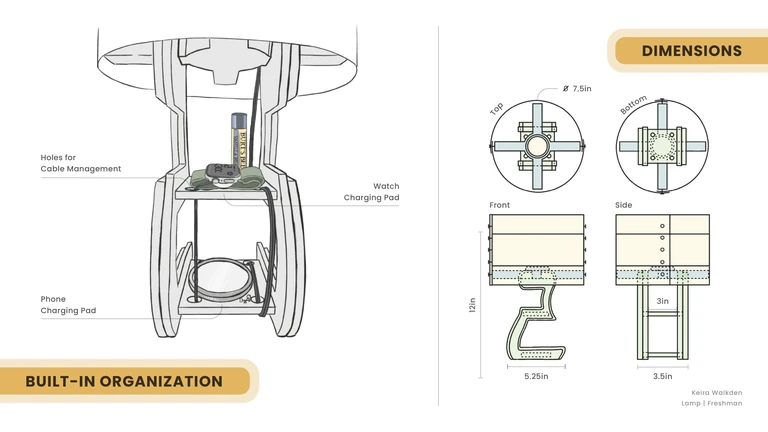 DIMENSIONS
Ø 7.5in
Top
Bottom
Holes for
Cable Management
Watch
Charging Pad
Front
Side
12in
3in
Phone
Charging Pad
5.25in
3.5in
BUILT-IN ORGANIZATION
Keira Walkden
Lamp | Freshman